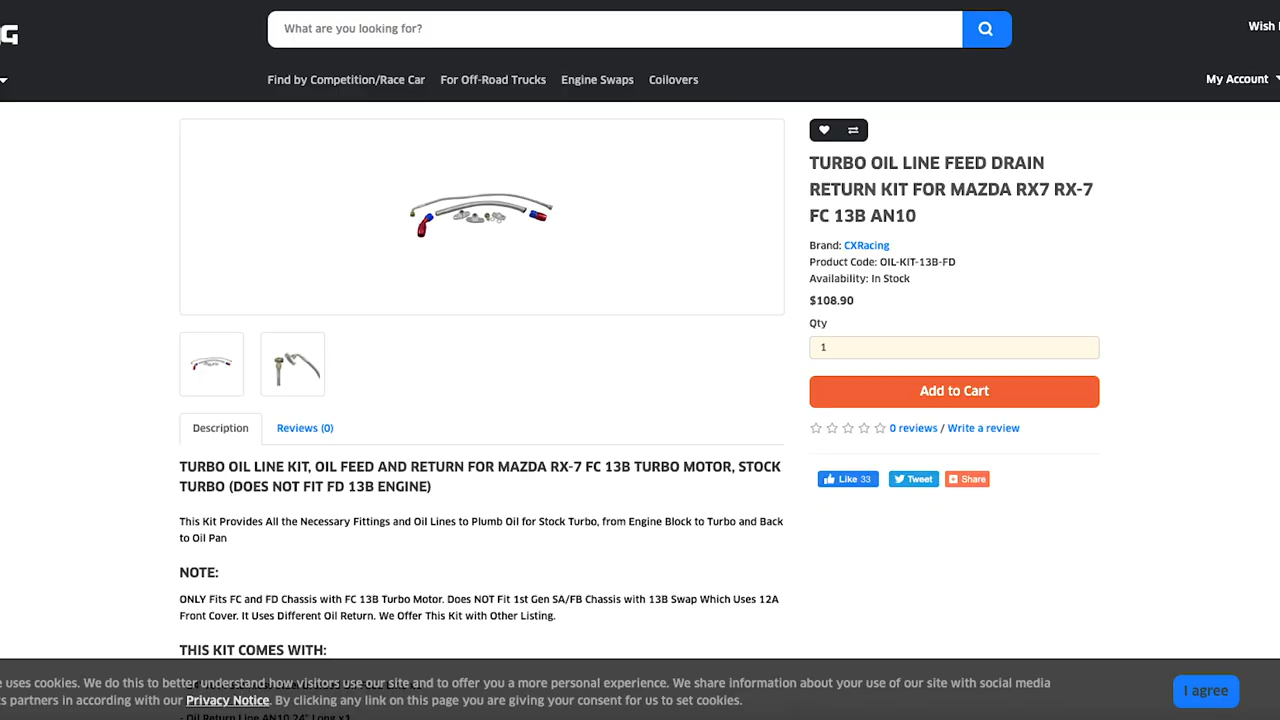 G
What are you looking for?
Wish
Find by Competition/Race Car For Off-Road Trucks Engine Swaps Coilovers
My Account
TURBO OIL LINE FEED DRAIN
RETURN KIT FOR MAZDA RX7 RX-7
FC 13B AN10
Brand: CXRacing
Product Code: OIL-KIT-13B-FD
Availability: In Stock
$108.90
Qty
1
Add to Cart
0 reviews / Write a review
Like 33 Tweet Share
Description Reviews (0)
TURBO OIL LINE KIT, OIL FEED AND RETURN FOR MAZDA RX-7 FC 13B TURBO MOTOR, STOCK
TURBO (DOES NOT FIT FD 13B ENGINE)
This Kit Provides All the Necessary Fittings and Oil Lines to Plumb Oil for Stock Turbo, from Engine Block to Turbo and Back
to Oil Pan
NOTE:
ONLY Fits FC and FD Chassis with FC 13B Turbo Motor. Does NOT Fit 1st Gen SA/FB Chassis with 13B Swap Which Uses 12A
Front Cover. It Uses Different Oil Return. We Offer This Kit with Other Listing.
THIS KIT COMES WITH:
e uses cookies. We do this to better understand how visitors use our site and to offer you a more personal experience. We share information about your use of our site with social media
s partners in according with our Privacy Notice. By clicking any link on this page you are giving your consent for us to set cookies.
I agree
- Oil Return Line AN10 24" Long x1